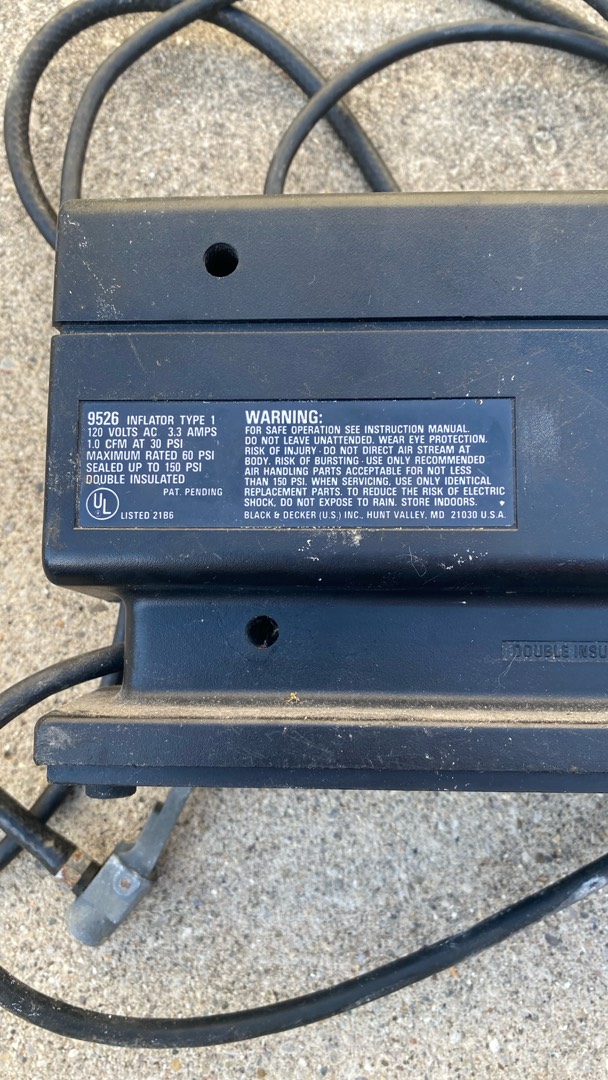 9526 INFLATOR TYPE 1
120 VOLTS AC 3.3 AMPS
1.0 CFM AT 30 PSI
MAXIMUM RATED 60 PSI
SEALED UP TO 150 PSI
DOUBLE INSULATED
PAT. PENDING
UL
LISTED 21B6
WARNING:
FOR SAFE OPERATION SEE INSTRUCTION MANUAL.
DO NOT LEAVE UNATTENDED. WEAR EYE PROTECTION.
RISK OF INJURY - DO NOT DIRECT AIR STREAM AT
BODY. RISK OF BURSTING - USE ONLY RECOMMENDED
AIR HANDLING PARTS ACCEPTABLE FOR NOT LESS
THAN 150 PSI. WHEN SERVICING, USE ONLY IDENTICAL
REPLACEMENT PARTS. TO REDUCE THE RISK OF ELECTRIC
SHOCK, DO NOT EXPOSE TO RAIN. STORE INDOORS.
BLACK & DECKER (U.S.) INC., HUNT VALLEY, MD 21030 U.S.A.
DOUBLE INSU